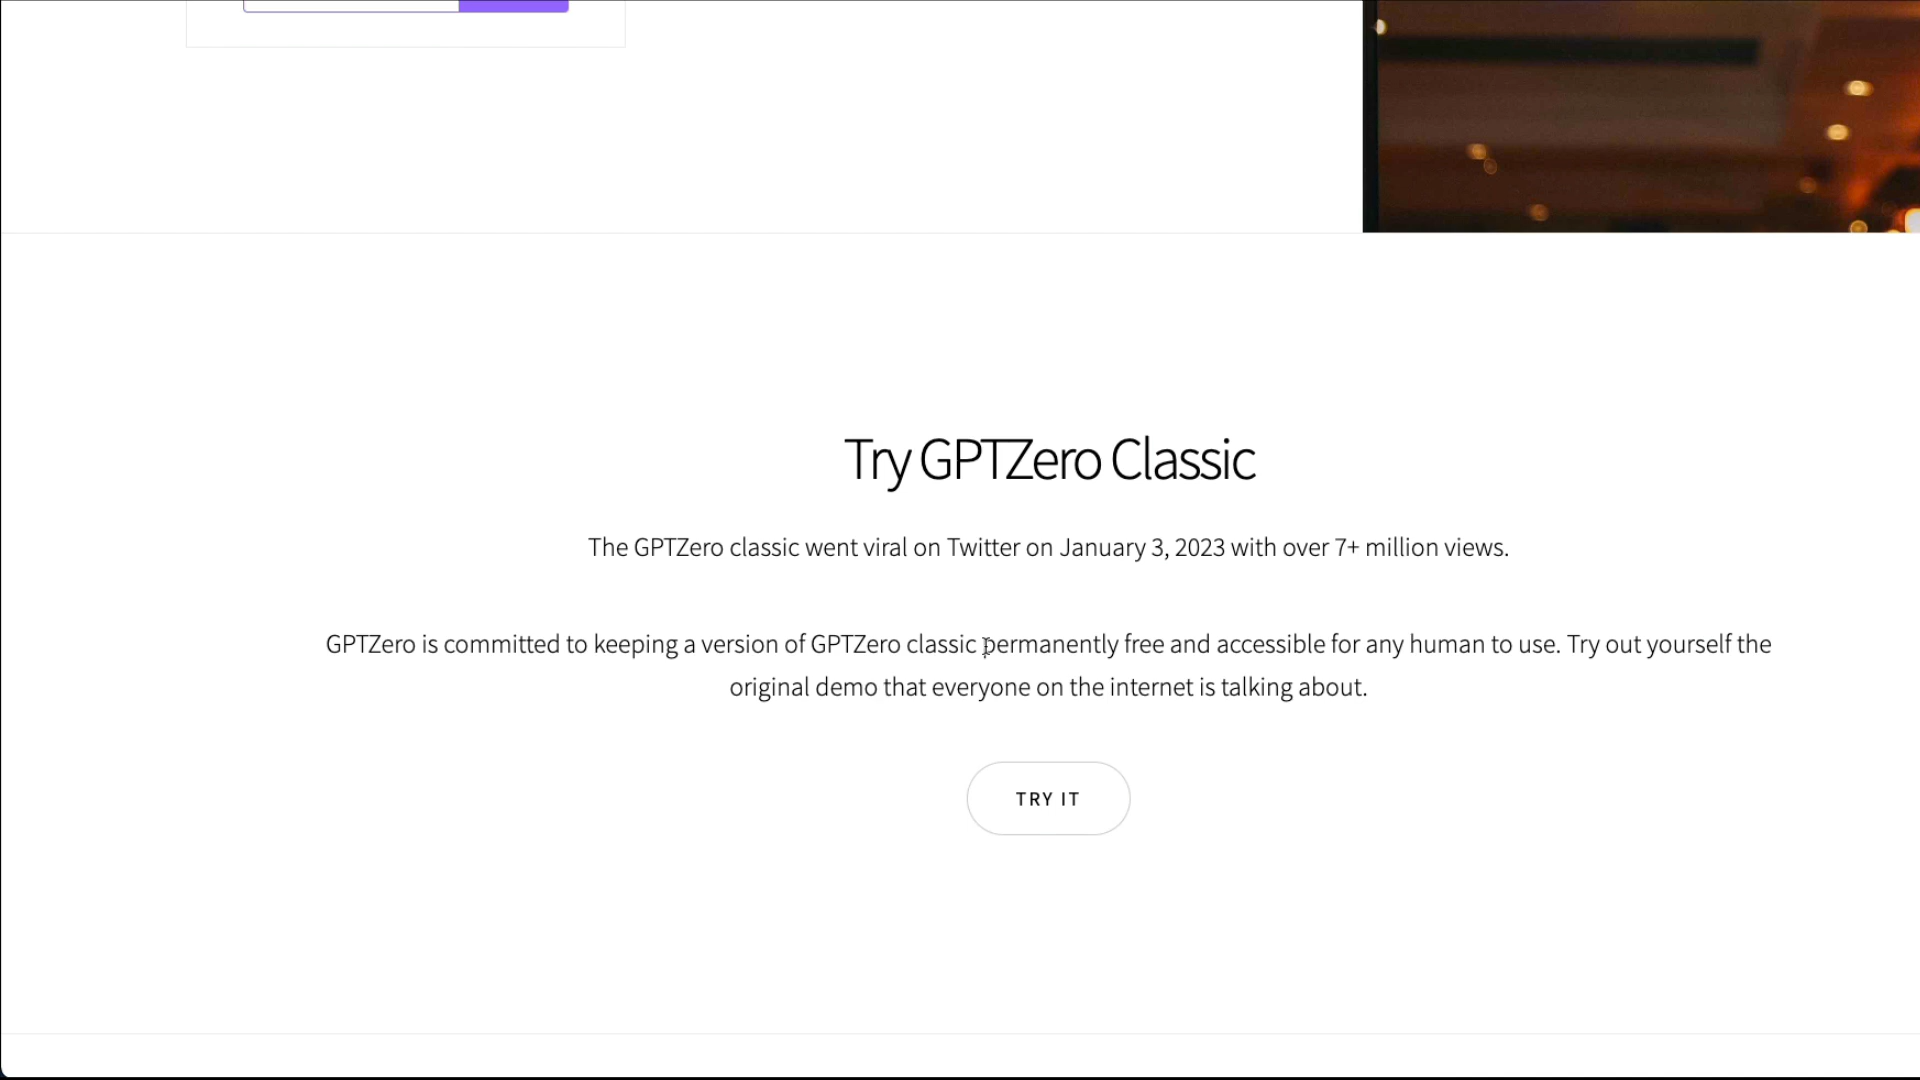 Try GPTZero Classic
The GPTZero classic went viral on Twitter on January 3, 2023 with over 7+ million views.
GPTZero is committed to keeping a version of GPTZero classic permanently free and accessible for any human to use. Try out yourself the
original demo that everyone on the internet is talking about.
TRY IT